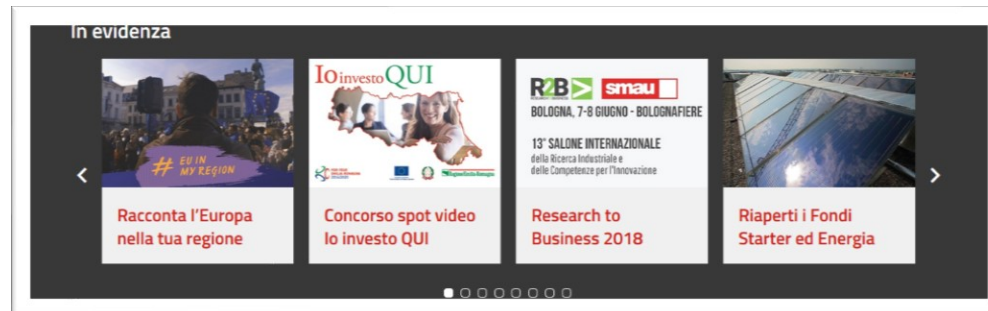 In evidenza
# EU IN
MY REGION
Racconta l'Europa
nella tua regione
Io investo QUI
Concorso spot video
Io investo QUI
R2B smau
BOLOGNA, 7-8 GIUGNO - BOLOGNAFIERE
13° SALONE INTERNAZIONALE
della Ricerca Industriale e
delle Competenze per l'Innovazione
Research to
Business 2018
Riaperti i Fondi
Starter ed Energia